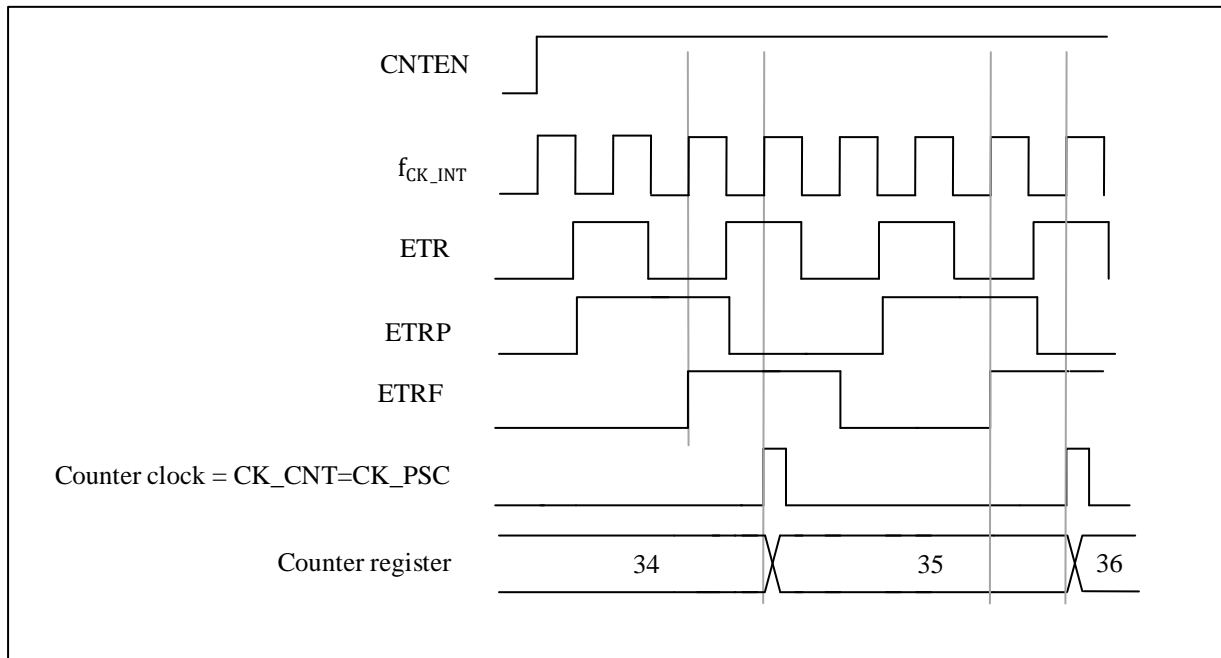 CNTEN
fCK_INT
ETR
ETRP
ETRF
Counter clock = CK_CNT=CK_PSC
Counter register
34
35
36